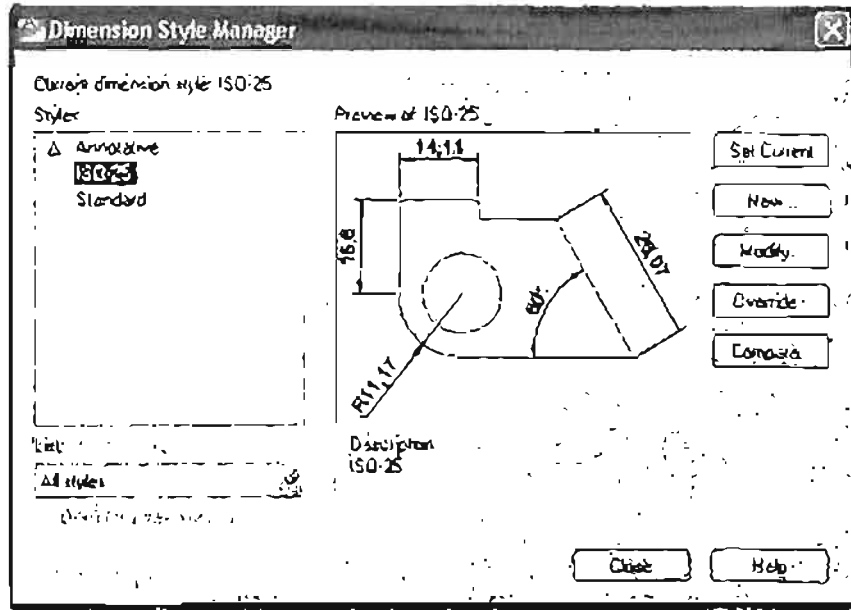 Dimension Style Manager
Current dimension style: ISO-25
Styles:
Annotative
ISO-25
Standard
Preview of: ISO-25
14,11
16,6
60°
28,07
R11,17
Set Current
New...
Modify...
Override...
Compare...
List:
All styles
Description
ISO-25
Close
Help